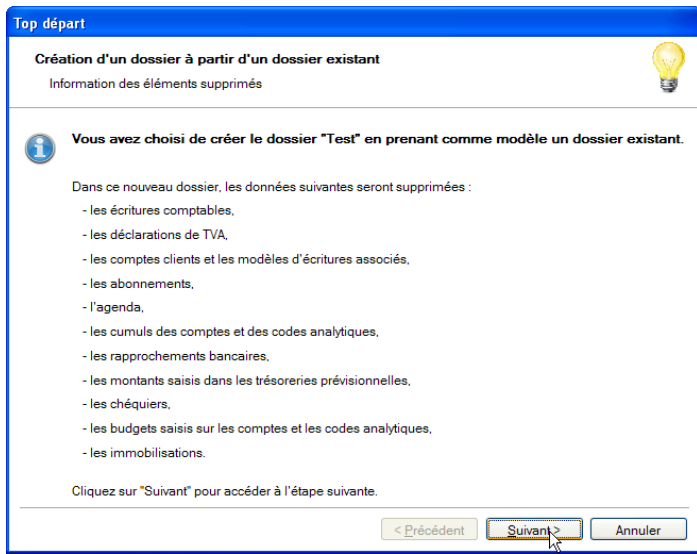 Top départ
Création d'un dossier à partir d'un dossier existant
Information des éléments supprimés
Vous avez choisi de créer le dossier "Test" en prenant comme modèle un dossier existant.
Dans ce nouveau dossier, les données suivantes seront supprimées :
- les écritures comptables,
- les déclarations de TVA,
- les comptes clients et les modèles d'écritures associés,
- les abonnements,
- l'agenda,
- les cumuls des comptes et des codes analytiques,
- les rapprochements bancaires,
- les montants saisis dans les trésoreries prévisionnelles,
- les chéquiers,
- les budgets saisis sur les comptes et les codes analytiques,
- les immobilisations.
Cliquez sur "Suivant" pour accéder à l'étape suivante.
< Précédent Suivant > Annuler